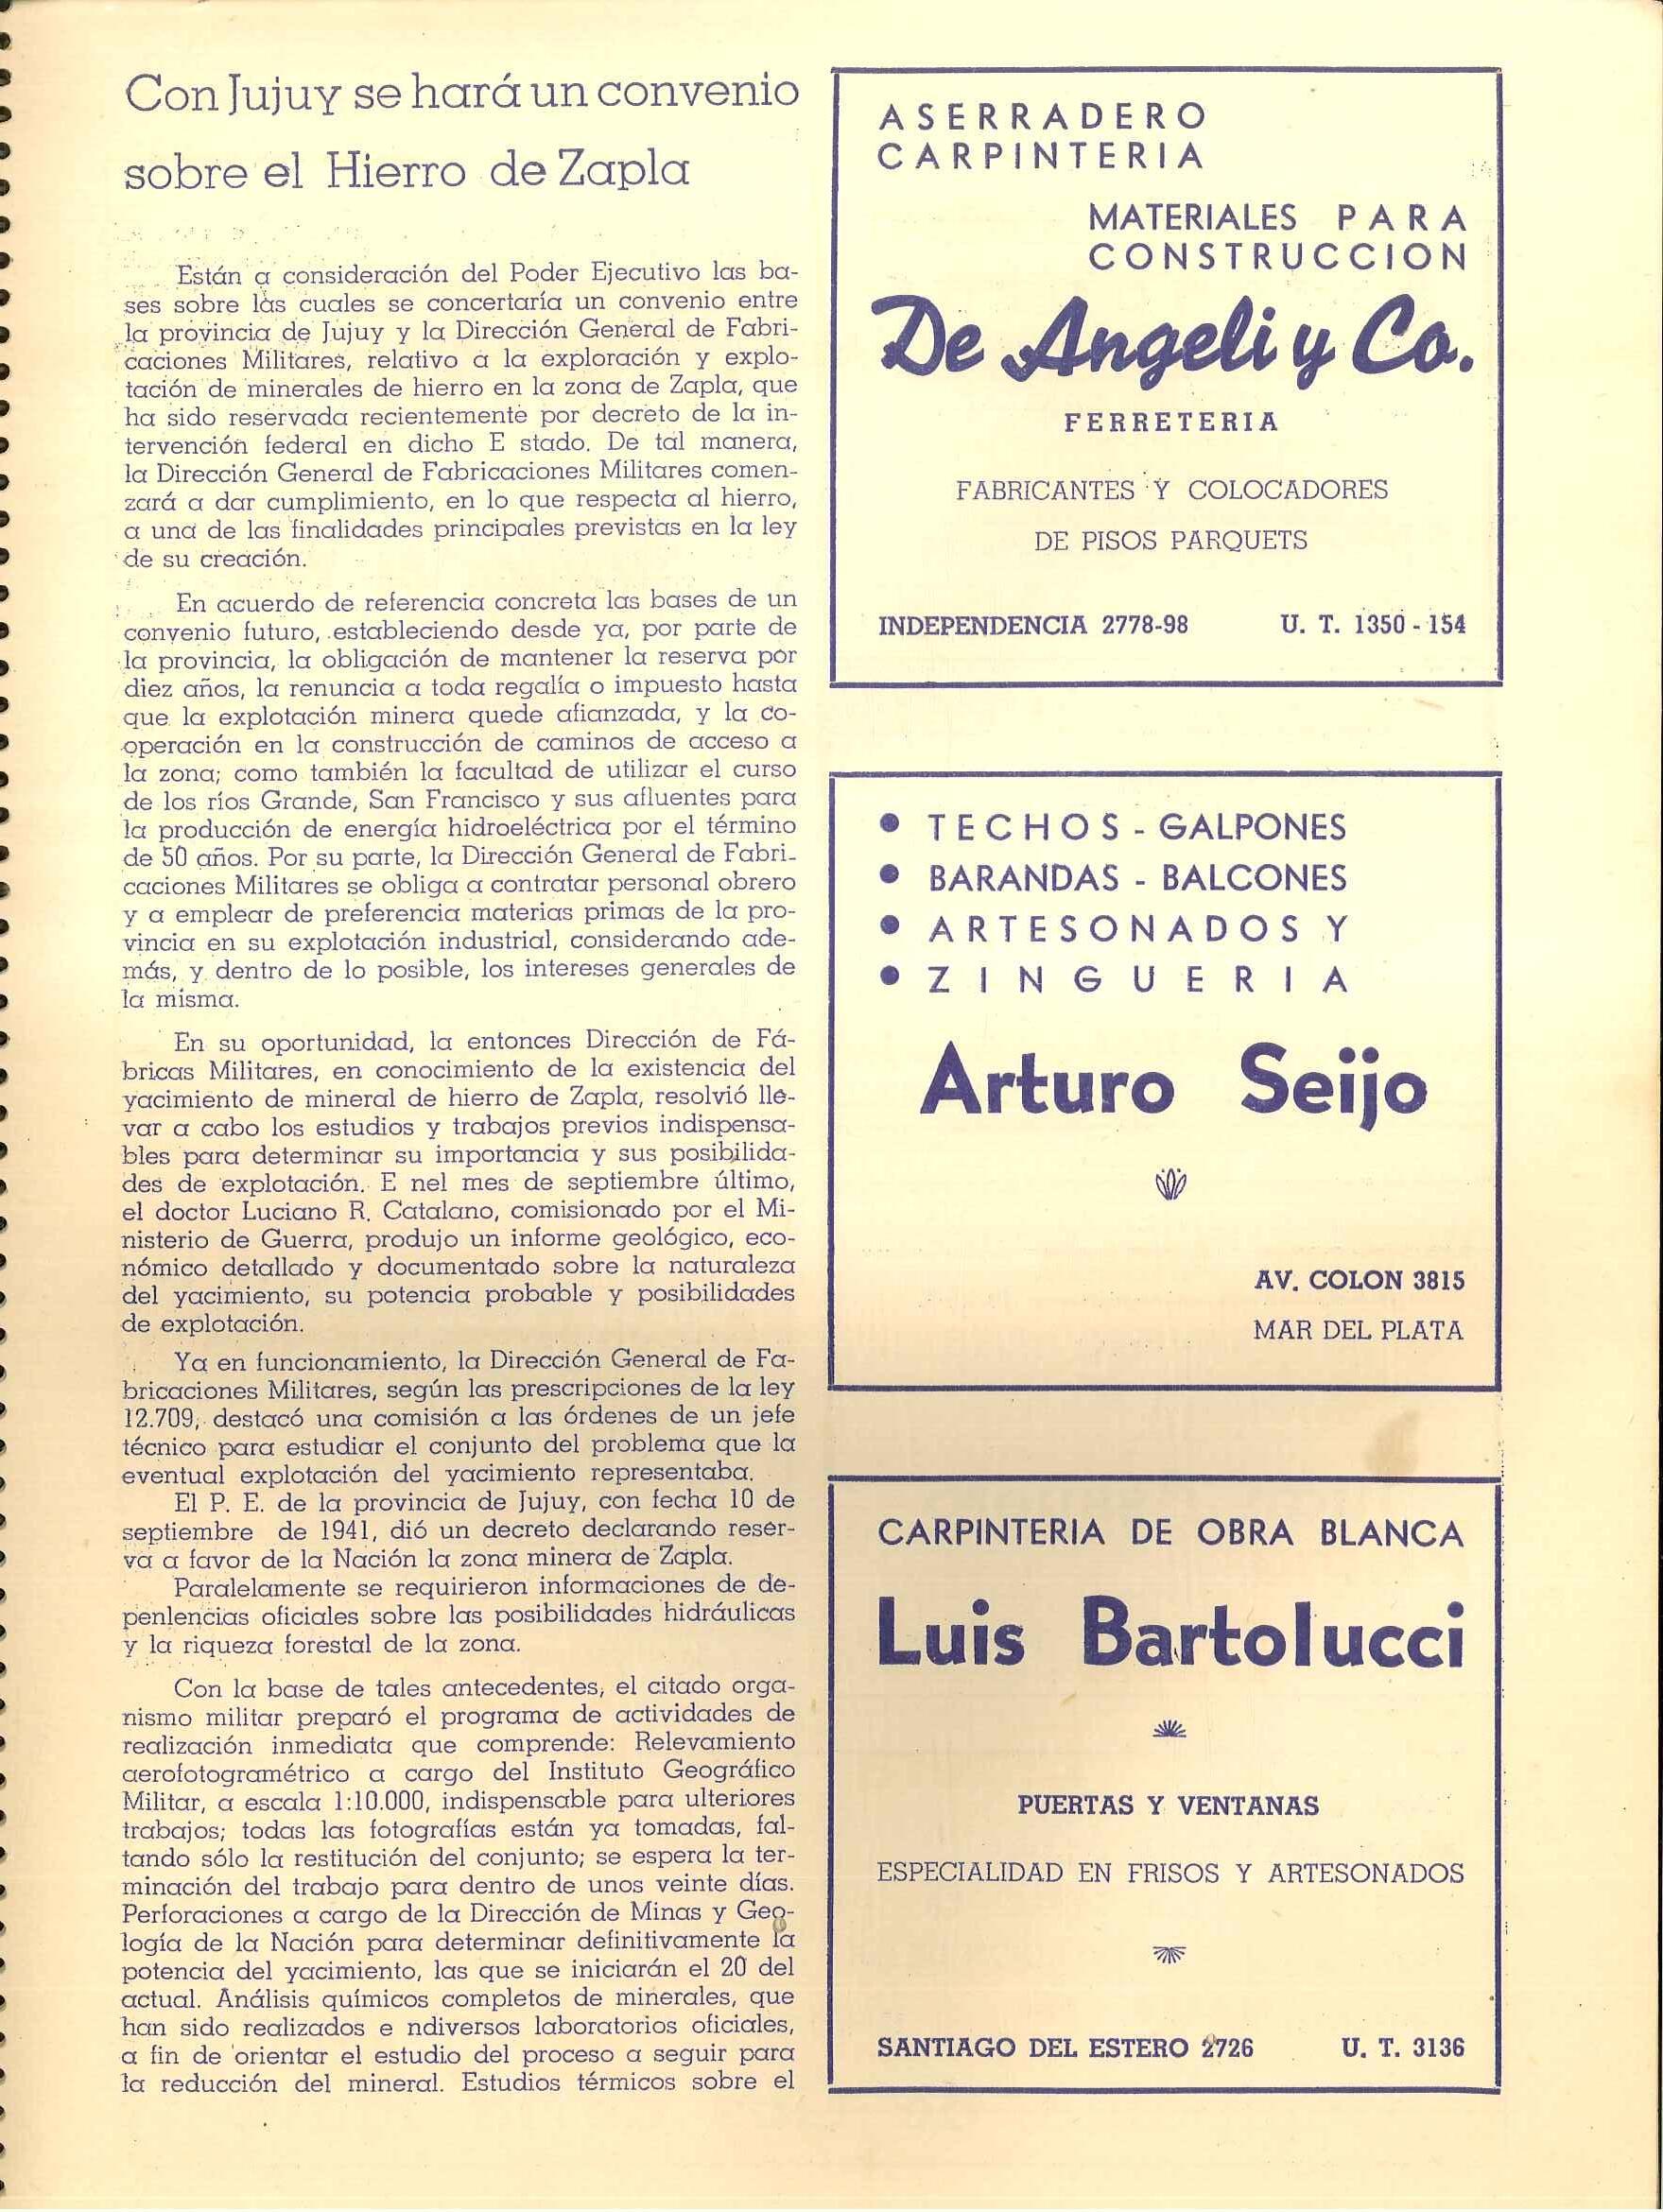 Con Jujuy se hará un convenio
sobre el Hierro de Zapla
Están a consideración del Poder Ejecutivo las ba-
ses sobre las cuales se concertaría un convenio entre
la provincia de Jujuy y la Dirección General de Fabri-
caciones Militares, relativo a la exploración y explo-
tación de minerales de hierro en la zona de Zapla, que
ha sido reservada recientemente por decreto de la in-
tervención federal en dicho E stado. De tal manera,
la Dirección General de Fabricaciones Militares comen-
zará a dar cumplimiento, en lo que respecta al hierro,
a una de las finalidades principales previstas en la ley
de su creación.
En acuerdo de referencia concreta las bases de un
convenio futuro, estableciendo desde ya, por parte de
la provincia, la obligación de mantener la reserva por
diez años, la renuncia a toda regalía o impuesto hasta
que la explotación minera quede afianzada, y la co-
operación en la construcción de caminos de acceso a
la zona; como también la facultad de utilizar el curso
de los ríos Grande, San Francisco y sus afluentes para
la producción de energía hidroeléctrica por el término
de 50 años. Por su parte, la Dirección General de Fabri-
caciones Militares se obliga a contratar personal obrero
y a emplear de preferencia materias primas de la pro-
vincia en su explotación industrial, considerando ade-
más, y dentro de lo posible, los intereses generales de
la misma.
En su oportunidad, la entonces Dirección de Fá-
bricas Militares, en conocimiento de la existencia del
yacimiento de mineral de hierro de Zapla, resolvió lle-
var a cabo los estudios y trabajos previos indispensa-
bles para determinar su importancia y sus posibilida-
des de explotación. E nel mes de septiembre último,
el doctor Luciano R. Catalano, comisionado por el Mi-
nisterio de Guerra, produjo un informe geológico, eco-
nómico detallado y documentado sobre la naturaleza
del yacimiento, su potencia probable y posibilidades
de explotación.
Ya en funcionamiento, la Dirección General de Fa-
bricaciones Militares, según las prescripciones de la ley
12.709, destacó una comisión a las órdenes de un jefe
técnico para estudiar el conjunto del problema que la
eventual explotación del yacimiento representaba.
El P. E. de la provincia de Jujuy, con fecha 10 de
septiembre de 1941, dió un decreto declarando reser-
va a favor de la Nación la zona minera de Zapla.
Paralelamente se requirieron informaciones de de-
penlencias oficiales sobre las posibilidades hidráulicas
y la riqueza forestal de la zona.
Con la base de tales antecedentes, el citado orga-
nismo militar preparó el programa de actividades de
realización inmediata que comprende: Relevamiento
aerofotogramétrico a cargo del Instituto Geográfico
Militar, a escala 1:10.000, indispensable para ulteriores
trabajos; todas las fotografías están ya tomadas, fal-
tando sólo la restitución del conjunto; se espera la ter-
minación del trabajo para dentro de unos veinte días.
Perforaciones a cargo de la Dirección de Minas y Geo-
logía de la Nación para determinar definitivamente la
potencia del yacimiento, las que se iniciarán el 20 del
actual. Análisis químicos completos de minerales, que
han sido realizados e ndiversos laboratorios oficiales,
a fin de orientar el estudio del proceso a seguir para
la reducción del mineral. Estudios térmicos sobre el
ASERRADERO
CARPINTERIA
MATERIALES PARA
CONSTRUCCION
De Angeli y Co.
FERRETERIA
FABRICANTES Y COLOCADORES
DE PISOS PARQUETS
INDEPENDENCIA 2778-98 U. T. 1350 - 154
• TECHOS - GALPONES
• BARANDAS - BALCONES
• ARTESONADOS Y
• ZINGUERIA
Arturo Seijo
AV. COLON 3815
MAR DEL PLATA
CARPINTERIA DE OBRA BLANCA
Luis Bartolucci
PUERTAS Y VENTANAS
ESPECIALIDAD EN FRISOS Y ARTESONADOS
SANTIAGO DEL ESTERO 2726 U. T. 3136